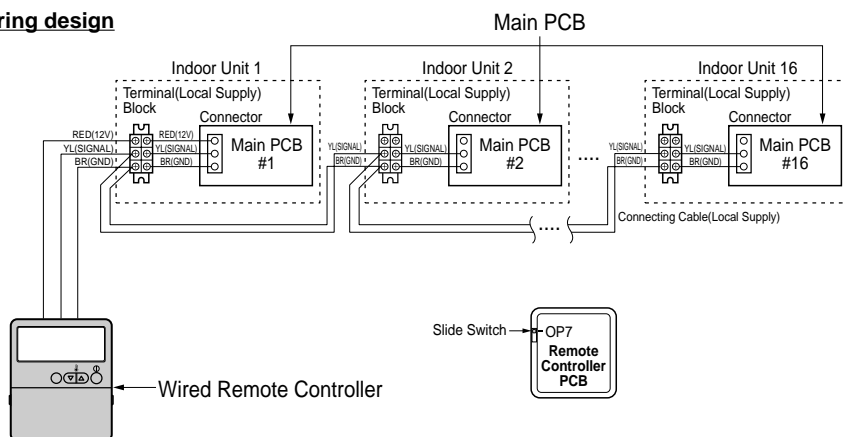 ring design
Main PCB
Indoor Unit 1
Indoor Unit 2
Indoor Unit 16
Terminal(Local Supply)
Block
Connector
RED(12V)
YL(SIGNAL)
BR(GND)
RED(12V)
YL(SIGNAL)
BR(GND)
Main PCB
#1
YL(SIGNAL)
BR(GND)
Terminal(Local Supply)
Block
Connector
YL(SIGNAL)
BR(GND)
Main PCB
#2
....
YL(SIGNAL)
BR(GND)
Terminal(Local Supply)
Block
Connector
YL(SIGNAL)
BR(GND)
Main PCB
#16
....
Connecting Cable(Local Supply)
Slide Switch
OP7
Remote
Controller
PCB
Wired Remote Controller